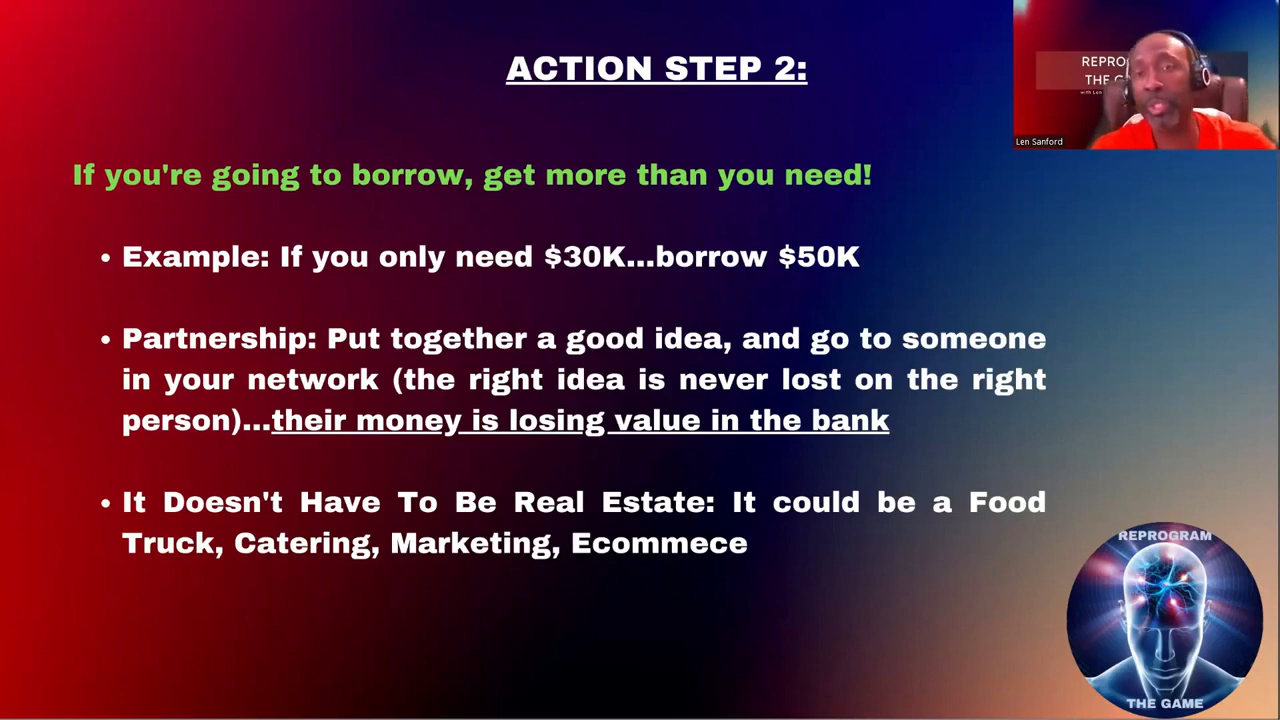 ACTION STEP 2:
REPRO
THE G
Len Sanford
If you're going to borrow, get more than you need!
• Example: If you only need $30K...borrow $50K
• Partnership: Put together a good idea, and go to someone
in your network (the right idea is never lost on the right
person)...their money is losing value in the bank
• It Doesn't Have To Be Real Estate: It could be a Food
Truck, Catering, Marketing, Ecommece
REPROGRAM
THE GAME